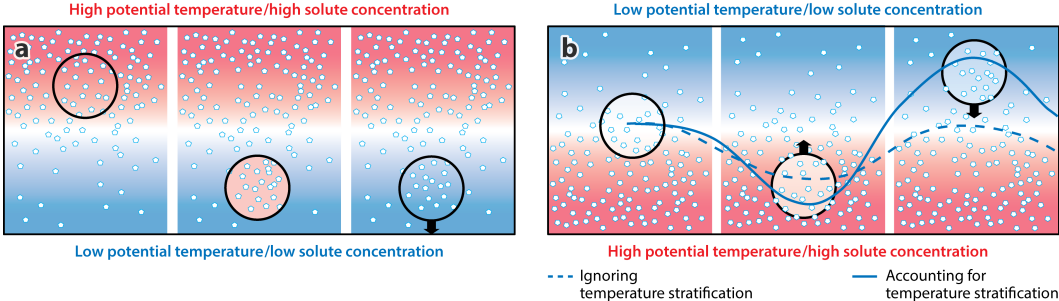 High potential temperature/high solute concentration
a
Low potential temperature/low solute concentration
Low potential temperature/low solute concentration
b
High potential temperature/high solute concentration
Ignoring
temperature stratification
Accounting for
temperature stratification